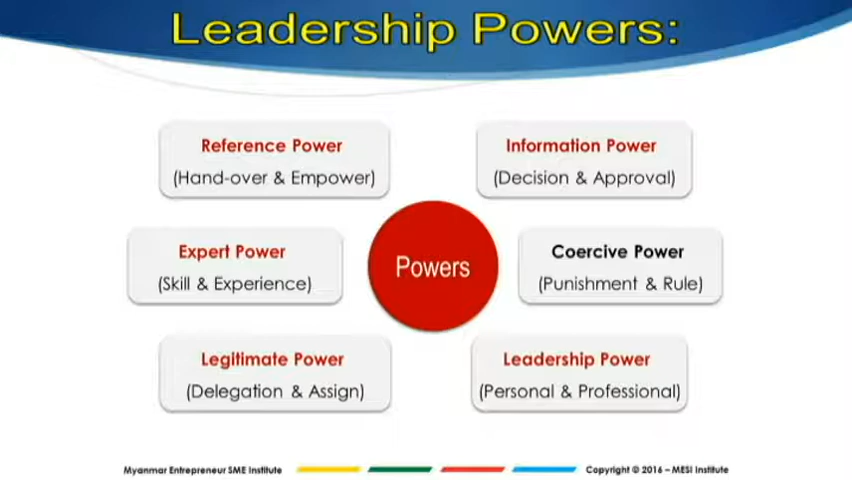 Leadership Powers:
Reference Power
(Hand-over & Empower)
Information Power
(Decision & Approval)
Expert Power
(Skill & Experience)
Powers
Coercive Power
(Punishment & Rule)
Legitimate Power
(Delegation & Assign)
Leadership Power
(Personal & Professional)
Myanmar Entrepreneur SME Institute
Copyright © 2016 – MESI Institute